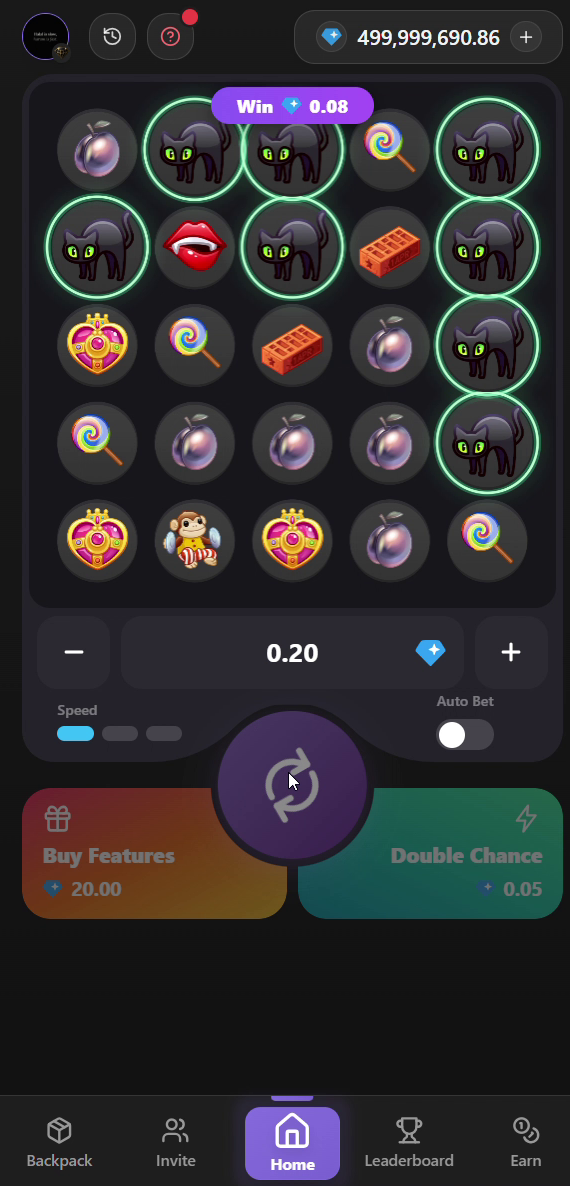 499,999,690.86
Win 0.08
0.20
Speed
Auto Bet
Buy Features
20.00
Double Chance
0.05
Backpack
Invite
Home
Leaderboard
Earn